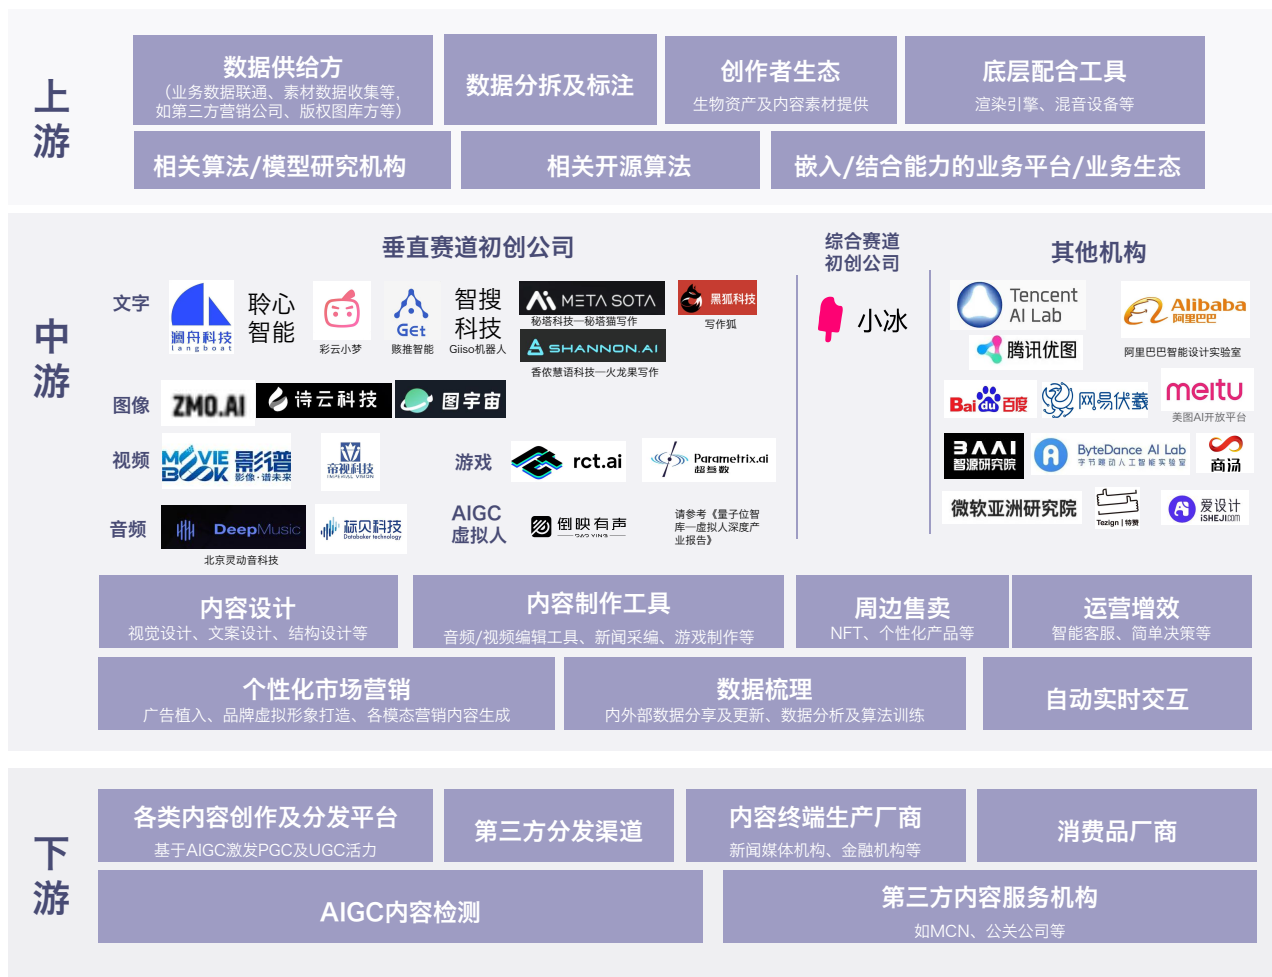 上游
数据供给方
（业务数据联通、素材数据收集等,
如第三方营销公司、版权图库方等）
数据分拆及标注
创作者生态
生物资产及内容素材提供
底层配合工具
渲染引擎、混音设备等
相关算法/模型研究机构
相关开源算法
嵌入/结合能力的业务平台/业务生态
中游
垂直赛道初创公司
综合赛道
初创公司
其他机构
文字
澜舟科技
langboat
聆心
智能
彩云小梦
GEt
赅推智能
智搜
科技
Giiso机器人
META SOTA
秘塔科技—秘塔猫写作
SHANNON.AI
香侬慧语科技—火龙果写作
黑狐科技
写作狐
小冰
Tencent
AI Lab
腾讯优图
Alibaba
阿里巴巴
阿里巴巴智能设计实验室
图像
ZMO.AI
诗云科技
图宇宙
Bai du 百度
网易伏羲
meitu
美图AI开放平台
视频
MOVIE
BOOK
影谱
影像·谱未来
帝视科技
IMPERIAL VISION
游戏
rct.ai
Parametrix.ai
超参数
BAAI
智源研究院
ByteDance AI Lab
字节跳动人工智能实验室
商汤
音频
DeepMusic
北京灵动音科技
标贝科技
Databaker technology
AIGC
虚拟人
倒映有声
DAO YING
请参考《量子位智
库—虚拟人深度产
业报告》
微软亚洲研究院
Tezign | 特赞
爱设计
iSHEJI.COM
内容设计
视觉设计、文案设计、结构设计等
内容制作工具
音频/视频编辑工具、新闻采编、游戏制作等
周边售卖
NFT、个性化产品等
运营增效
智能客服、简单决策等
个性化市场营销
广告植入、品牌虚拟形象打造、各模态营销内容生成
数据梳理
内外部数据分享及更新、数据分析及算法训练
自动实时交互
下游
各类内容创作及分发平台
基于AIGC激发PGC及UGC活力
第三方分发渠道
内容终端生产厂商
新闻媒体机构、金融机构等
消费品厂商
AIGC内容检测
第三方内容服务机构
如MCN、公关公司等